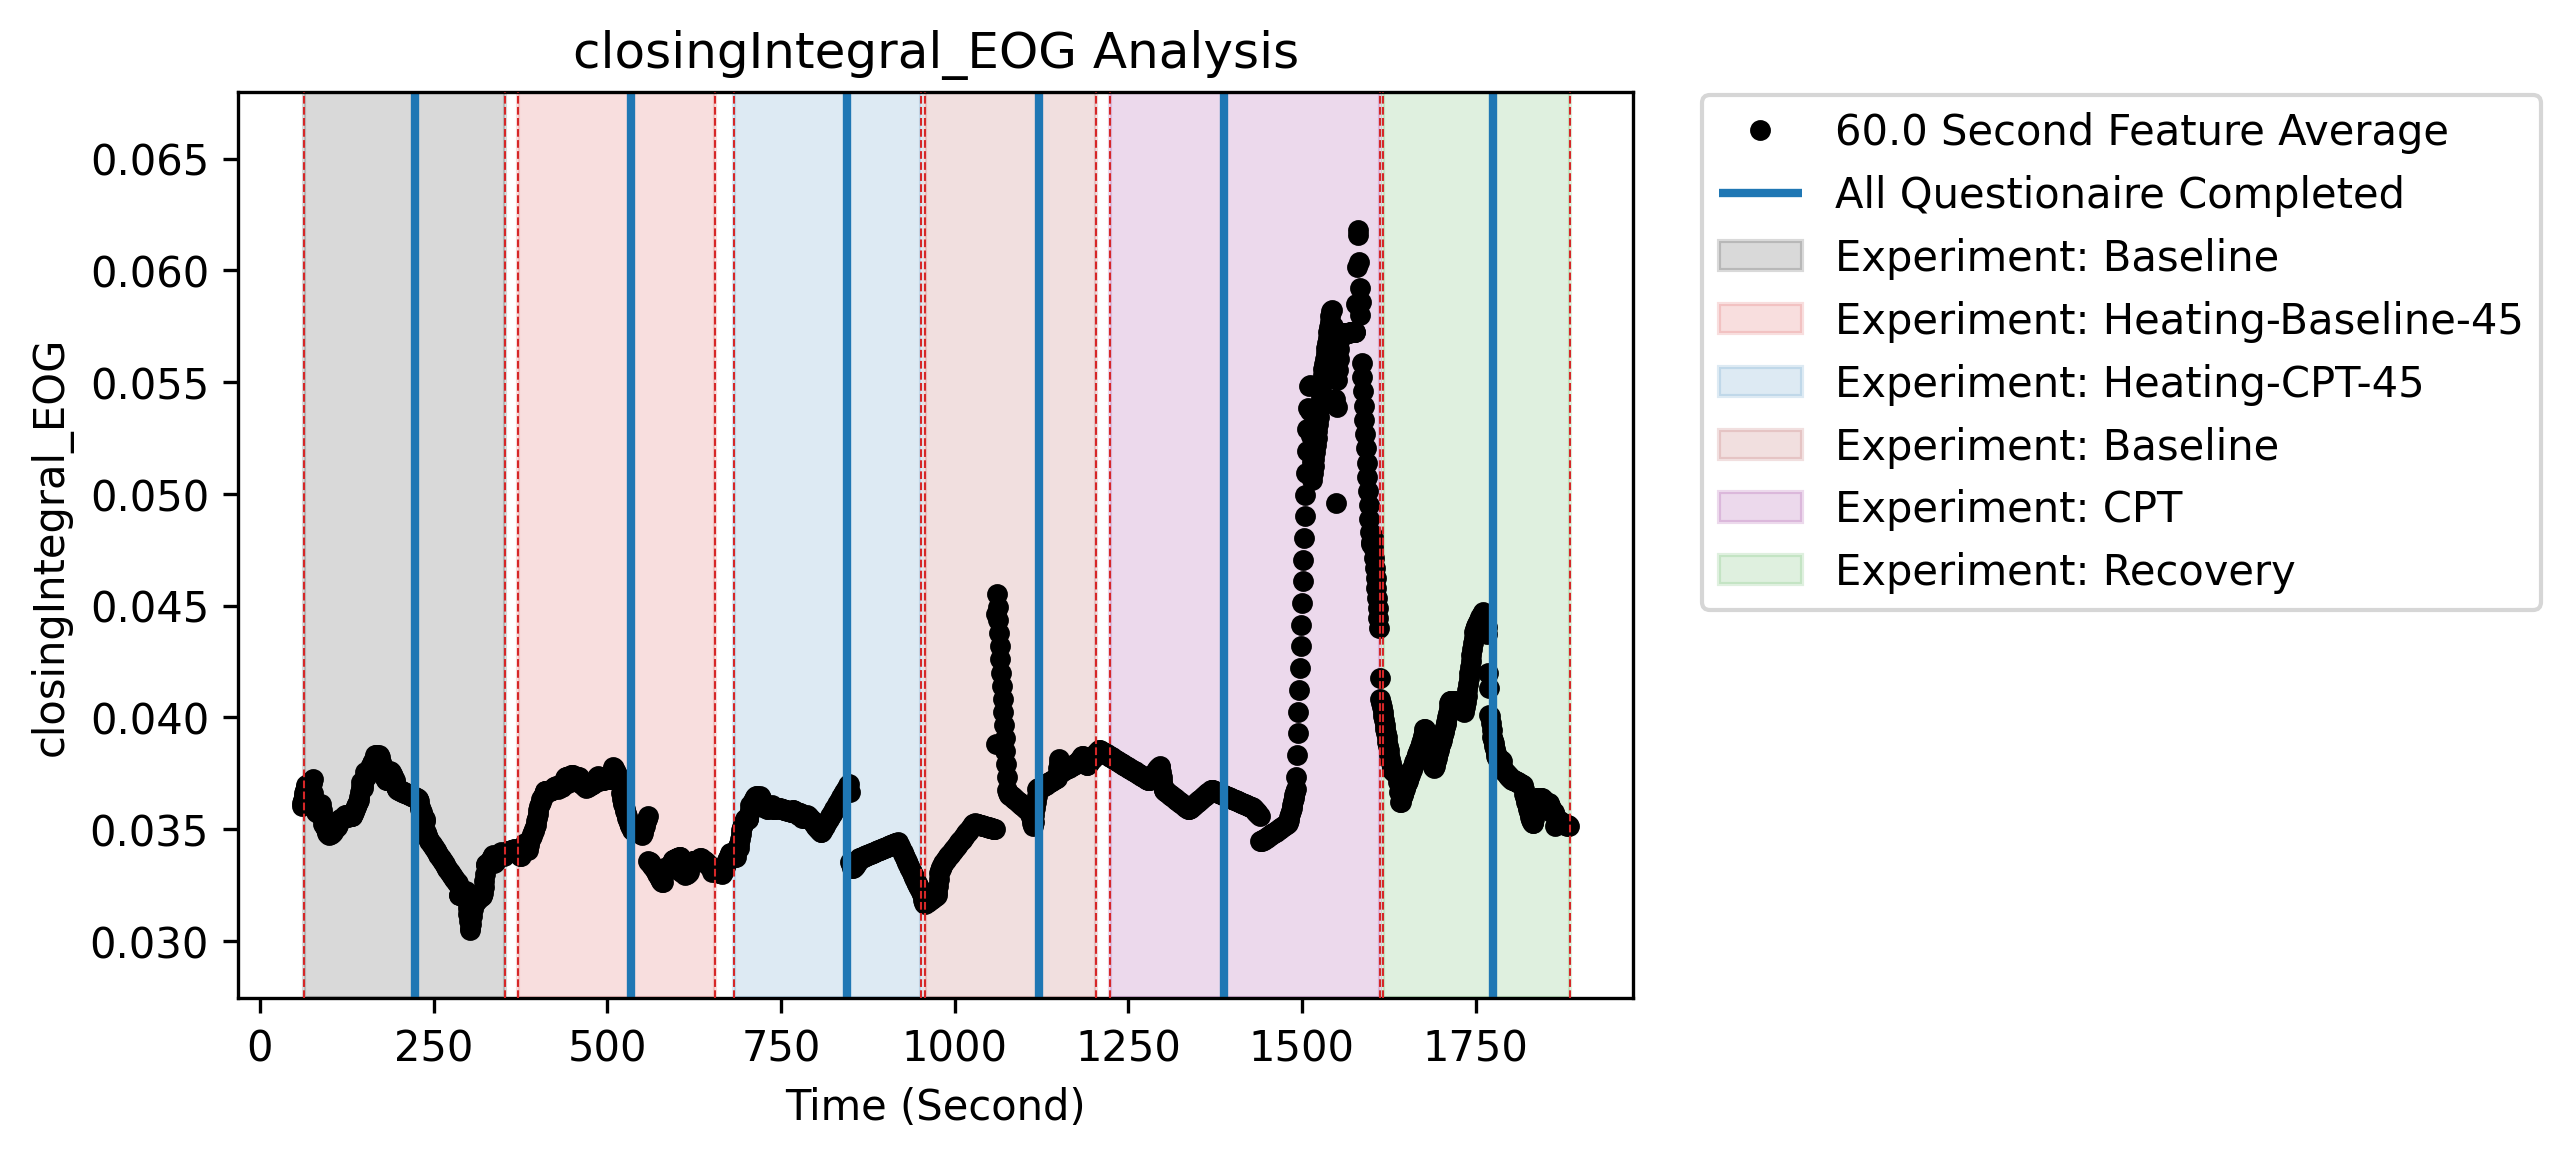 closingIntegral_EOG Analysis
closingIntegral_EOG
0.065
0.060
0.055
0.050
0.045
0.040
0.035
0.030
0 250 500 750 1000 1250 1500 1750
Time (Second)
60.0 Second Feature Average
All Questionaire Completed
Experiment: Baseline
Experiment: Heating-Baseline-45
Experiment: Heating-CPT-45
Experiment: Baseline
Experiment: CPT
Experiment: Recovery